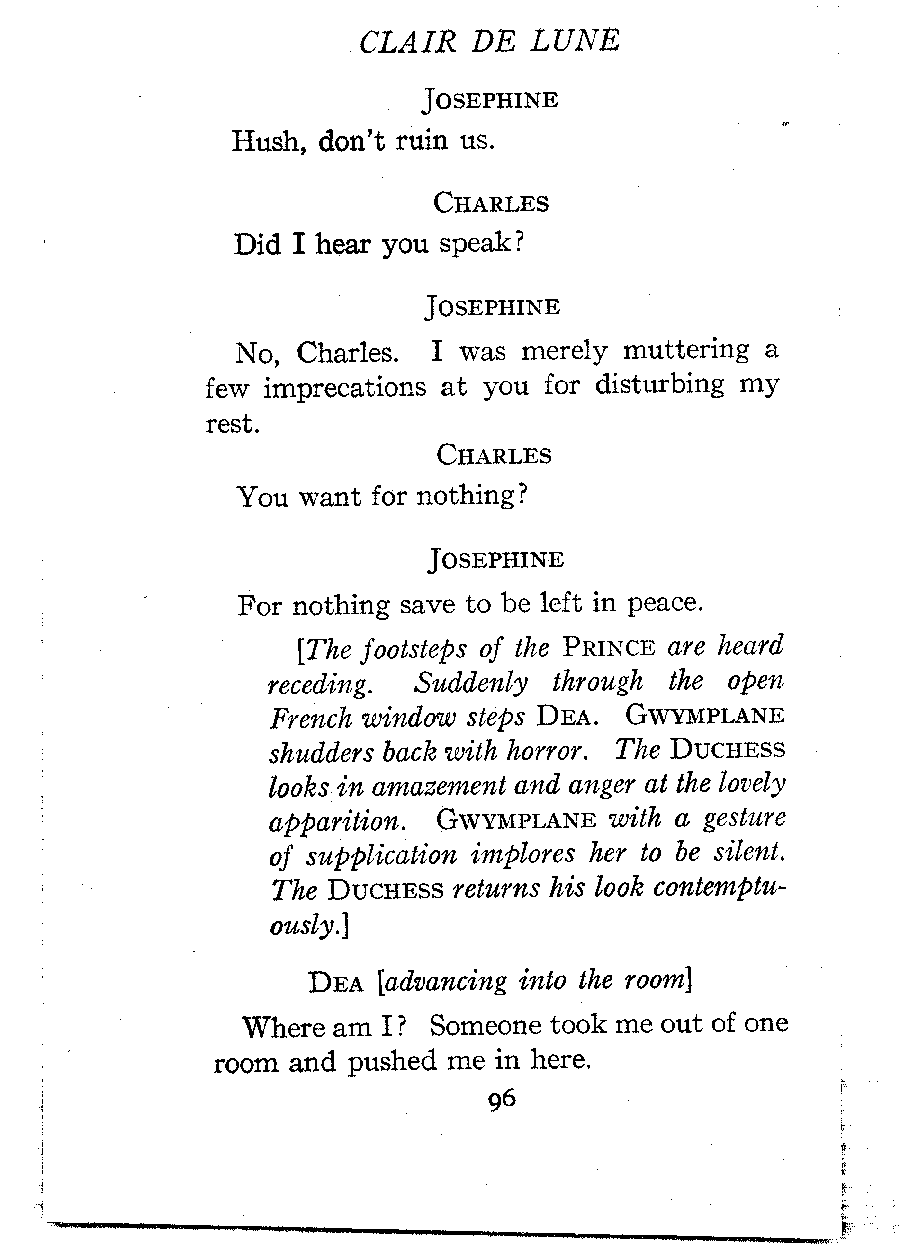 CLAIR DE LUNE
JOSEPHINE
Hush, don't ruin us.
CHARLES
Did I hear you speak?
JOSEPHINE
No, Charles. I was merely muttering a
few imprecations at you for disturbing my
rest.
CHARLES
You want for nothing?
JOSEPHINE
For nothing save to be left in peace.
[The footsteps of the PRINCE are heard
receding. Suddenly through the open
French window steps DEA. GWYMPLANE
shudders back with horror. The DUCHESS
looks in amazement and anger at the lovely
apparition. GWYMPLANE with a gesture
of supplication implores her to be silent.
The DUCHESS returns his look contemptu-
ously.]
DEA [advancing into the room]
Where am I? Someone took me out of one
room and pushed me in here.
96